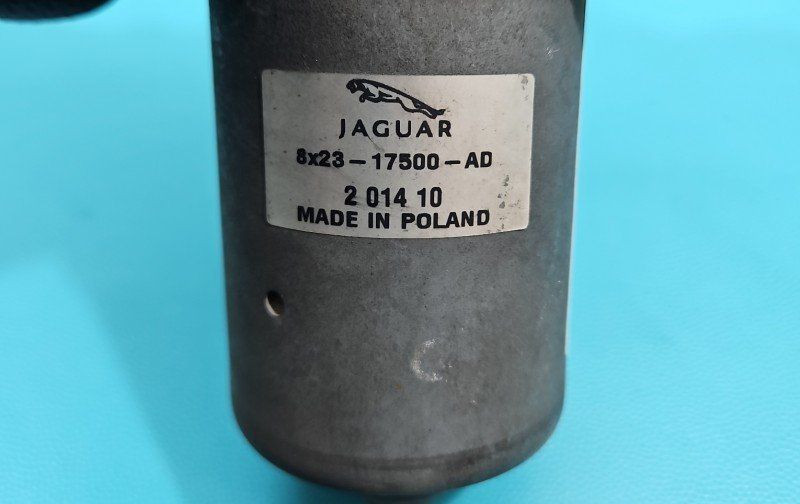 JAGUAR
8x23-17500-AD
2 014 10
MADE IN POLAND